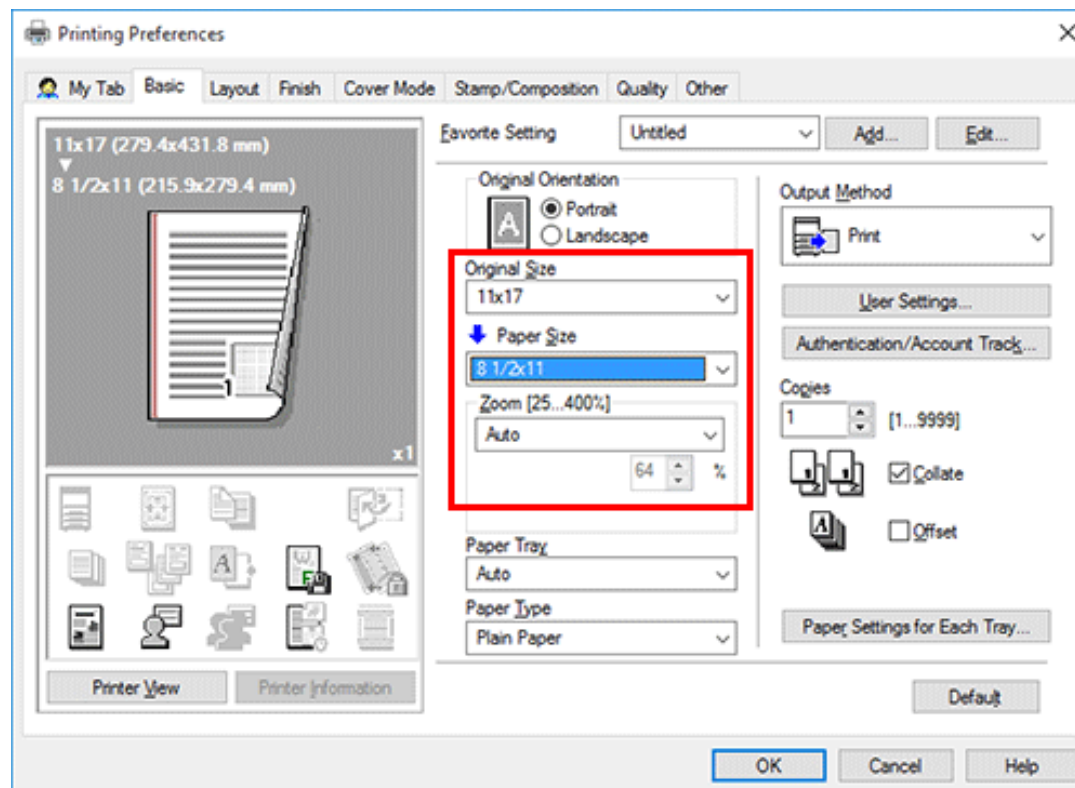 Printing Preferences
My Tab Basic Layout Finish Cover Mode Stamp/Composition Quality Other
11x17 (279.4x431.8 mm)
8 1/2x11 (215.9x279.4 mm)
1
x1
Printer View Printer Information
Favorite Setting Untitled Add... Edit...
Original Orientation
A
Portrait
Landscape
Original Size
11x17
Paper Size
8 1/2x11
Zoom [25...400%]
Auto
64 %
Paper Tray
Auto
Paper Type
Plain Paper
Output Method
Print
User Settings...
Authentication/Account Track...
Copies
1 [1...9999]
Collate
Offset
Paper Settings for Each Tray...
Default
OK Cancel Help